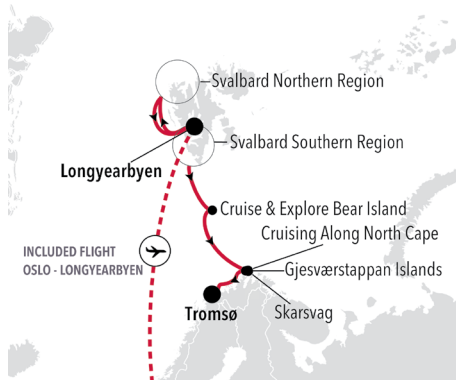 Svalbard Northern Region
Svalbard Southern Region
Longyearbyen
Cruise & Explore Bear Island
Cruising Along North Cape
INCLUDED FLIGHT
OSLO - LONGYEARBYEN
Gjesværstappan Islands
Tromsø
Skarsvag